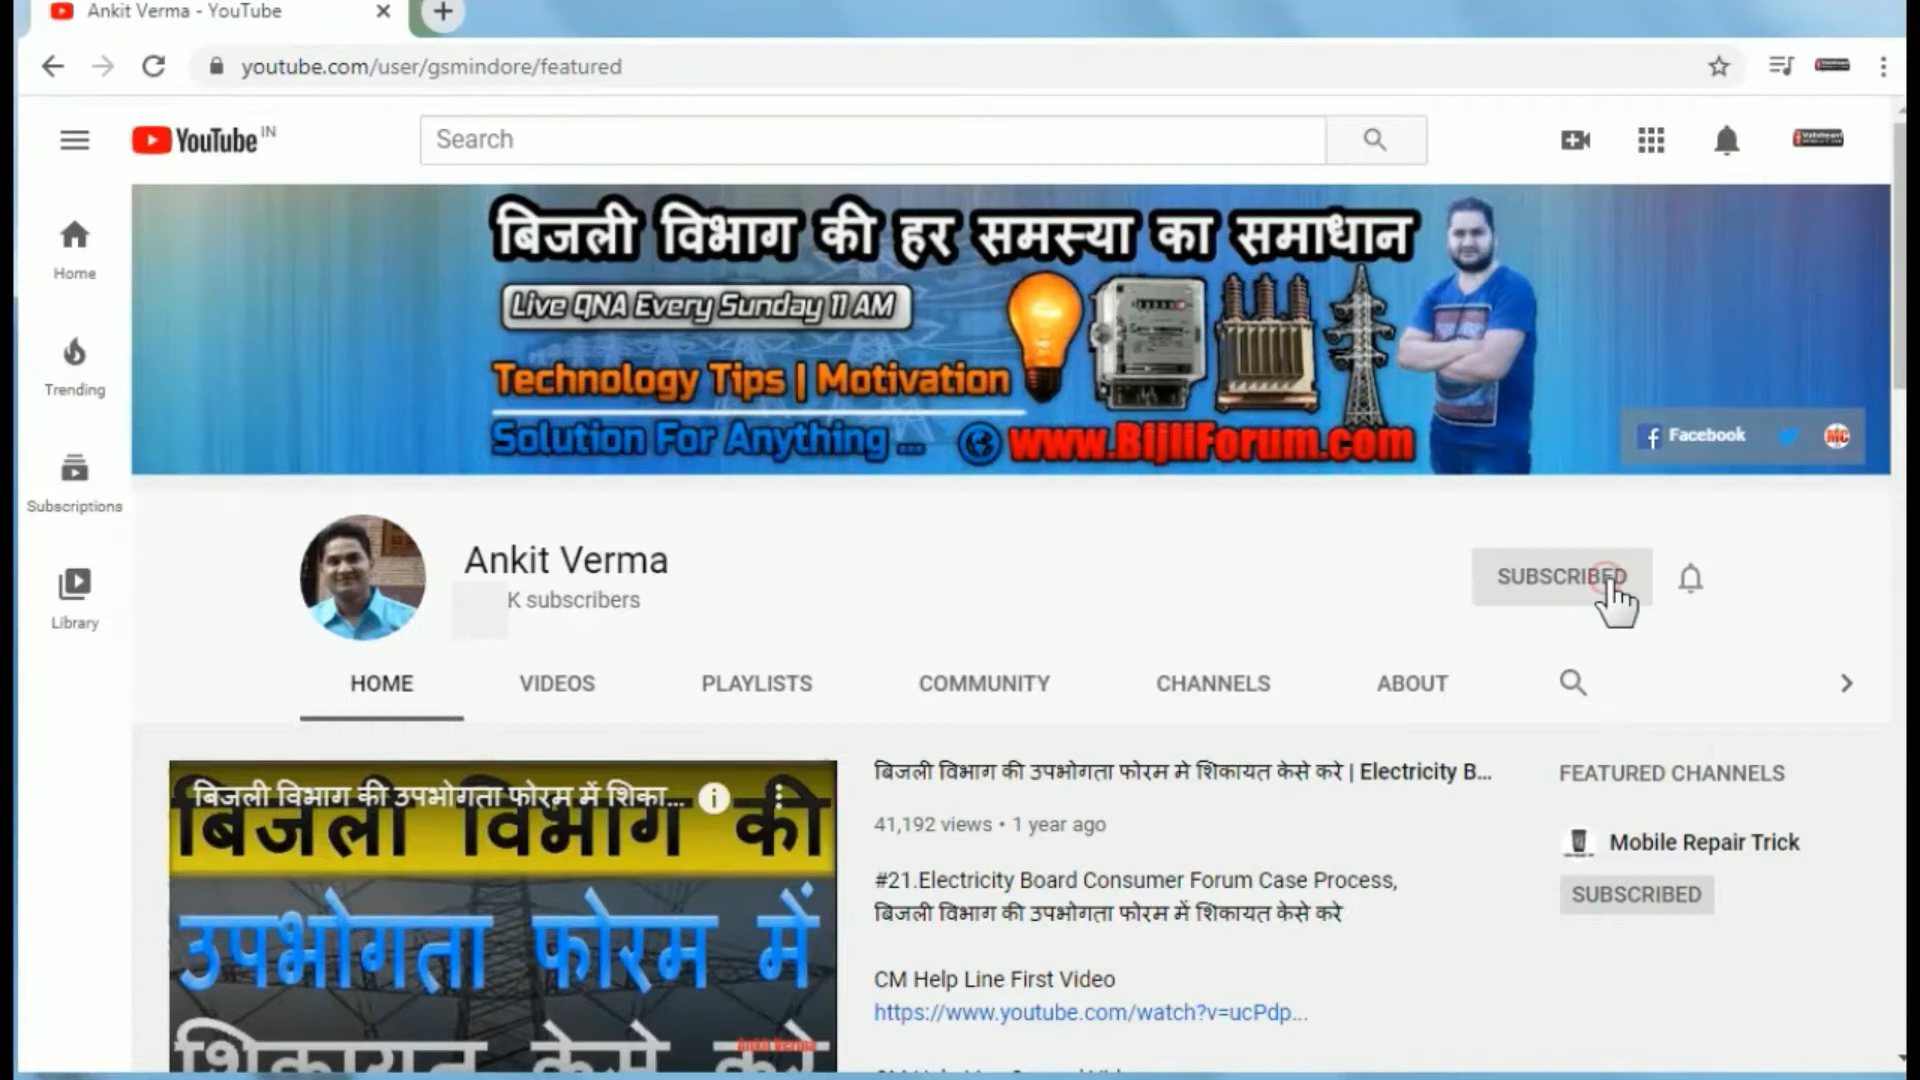 Ankit Verma - YouTube
youtube.com/user/gsmindore/featured
YouTube IN
Search
Home
Trending
Subscriptions
Library
बिजली विभाग की हर समस्या का समाधान
Live QNA Every Sunday 11 AM
Technology Tips | Motivation
Solution For Anything ... www.BijliForum.com
Facebook
Ankit Verma
K subscribers
SUBSCRIBED
HOME VIDEOS PLAYLISTS COMMUNITY CHANNELS ABOUT
बिजली विभाग की उपभोगता फोरम में शिका...
बिजली विभाग की
उपभोगता फोरम में
शिकायत केसे करे
Ankit Verma
बिजली विभाग की उपभोगता फोरम मे शिकायत केसे करे | Electricity B...
41,192 views • 1 year ago
#21.Electricity Board Consumer Forum Case Process,
बिजली विभाग की उपभोगता फोरम में शिकायत केसे करे
CM Help Line First Video
https://www.youtube.com/watch?v=ucPdp...
FEATURED CHANNELS
Mobile Repair Trick
SUBSCRIBED